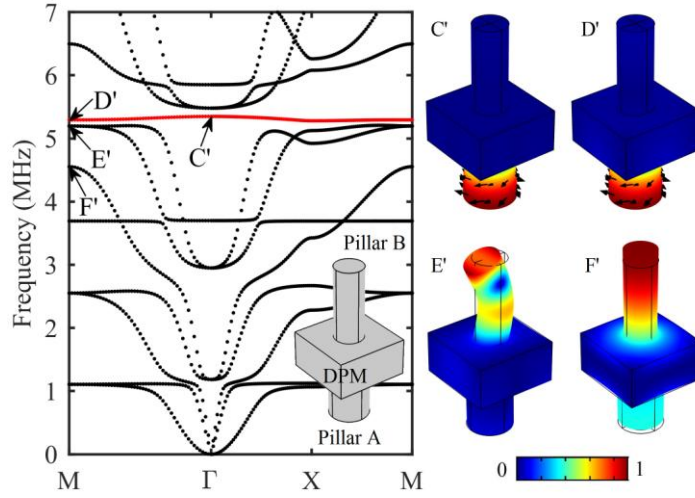 Frequency (MHz)
7
6
5
4
3
2
1
0
M
Γ
X
M
D'
E'
F'
C'
Pillar B
DPM
Pillar A
C'
D'
E'
F'
0
1